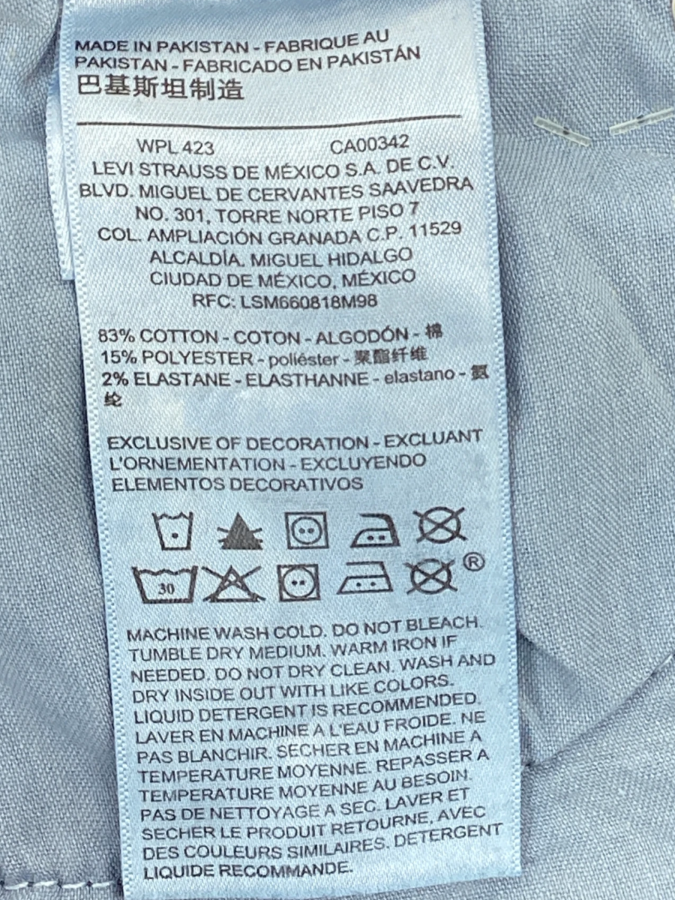 MADE IN PAKISTAN - FABRIQUE AU
PAKISTAN - FABRICADO EN PAKISTÁN
巴基斯坦制造
WPL 423 CA00342
LEVI STRAUSS DE MÉXICO S.A. DE C.V.
BLVD. MIGUEL DE CERVANTES SAAVEDRA
NO. 301, TORRE NORTE PISO 7
COL. AMPLIACIÓN GRANADA C.P. 11529
ALCALDÍA. MIGUEL HIDALGO
CIUDAD DE MÉXICO, MÉXICO
RFC: LSM660818M98
83% COTTON - COTON - ALGODÓN - 棉
15% POLYESTER - poliéster - 聚酯纤维
2% ELASTANE - ELASTHANNE - elastano - 氨
纶
EXCLUSIVE OF DECORATION - EXCLUANT
L'ORNEMENTATION - EXCLUYENDO
ELEMENTOS DECORATIVOS
30 ®
MACHINE WASH COLD. DO NOT BLEACH.
TUMBLE DRY MEDIUM. WARM IRON IF
NEEDED. DO NOT DRY CLEAN. WASH AND
DRY INSIDE OUT WITH LIKE COLORS.
LIQUID DETERGENT IS RECOMMENDED.
LAVER EN MACHINE A L'EAU FROIDE. NE
PAS BLANCHIR. SECHER EN MACHINE A
TEMPERATURE MOYENNE. REPASSER A
TEMPERATURE MOYENNE AU BESOIN.
PAS DE NETTOYAGE A SEC. LAVER ET
SECHER LE PRODUIT RETOURNE, AVEC
DES COULEURS SIMILAIRES. DETERGENT
LIQUIDE RECOMMANDE.